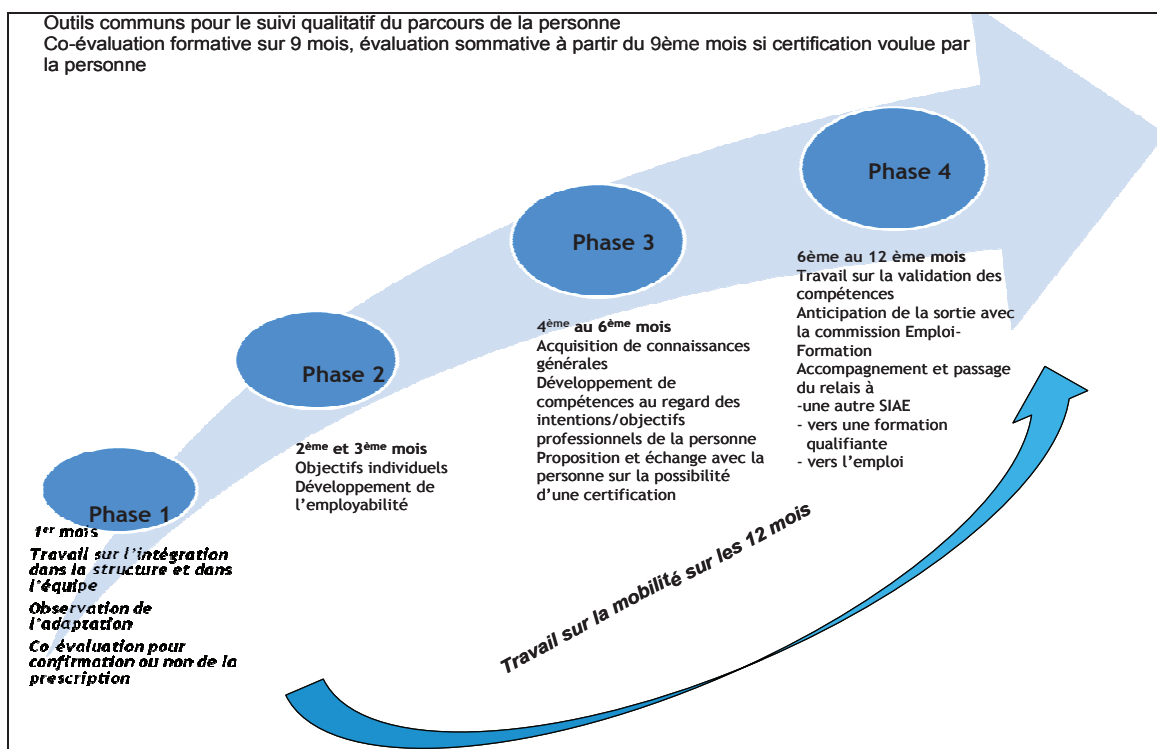 Outils communs pour le suivi qualitatif du parcours de la personne
Co-évaluation formative sur 9 mois, évaluation sommative à partir du 9ème mois si certification voulue par
la personne
Phase 1
1er mois
Travail sur l'intégration
dans la structure et dans
l'équipe
Observation de
l'adaptation
Co évaluation pour
confirmation ou non de la
prescription
Phase 2
2ème et 3ème mois
Objectifs individuels
Développement de
l'employabilité
Phase 3
4ème au 6ème mois
Acquisition de connaissances
générales
Développement de
compétences au regard des
intentions/objectifs
professionnels de la personne
Proposition et échange avec la
personne sur la possibilité
d'une certification
Phase 4
6ème au 12 ème mois
Travail sur la validation des
compétences
Anticipation de la sortie avec
la commission Emploi-
Formation
Accompagnement et passage
du relais à
-une autre SIAE
- vers une formation
qualifiante
- vers l'emploi
Travail sur la mobilité sur les 12 mois